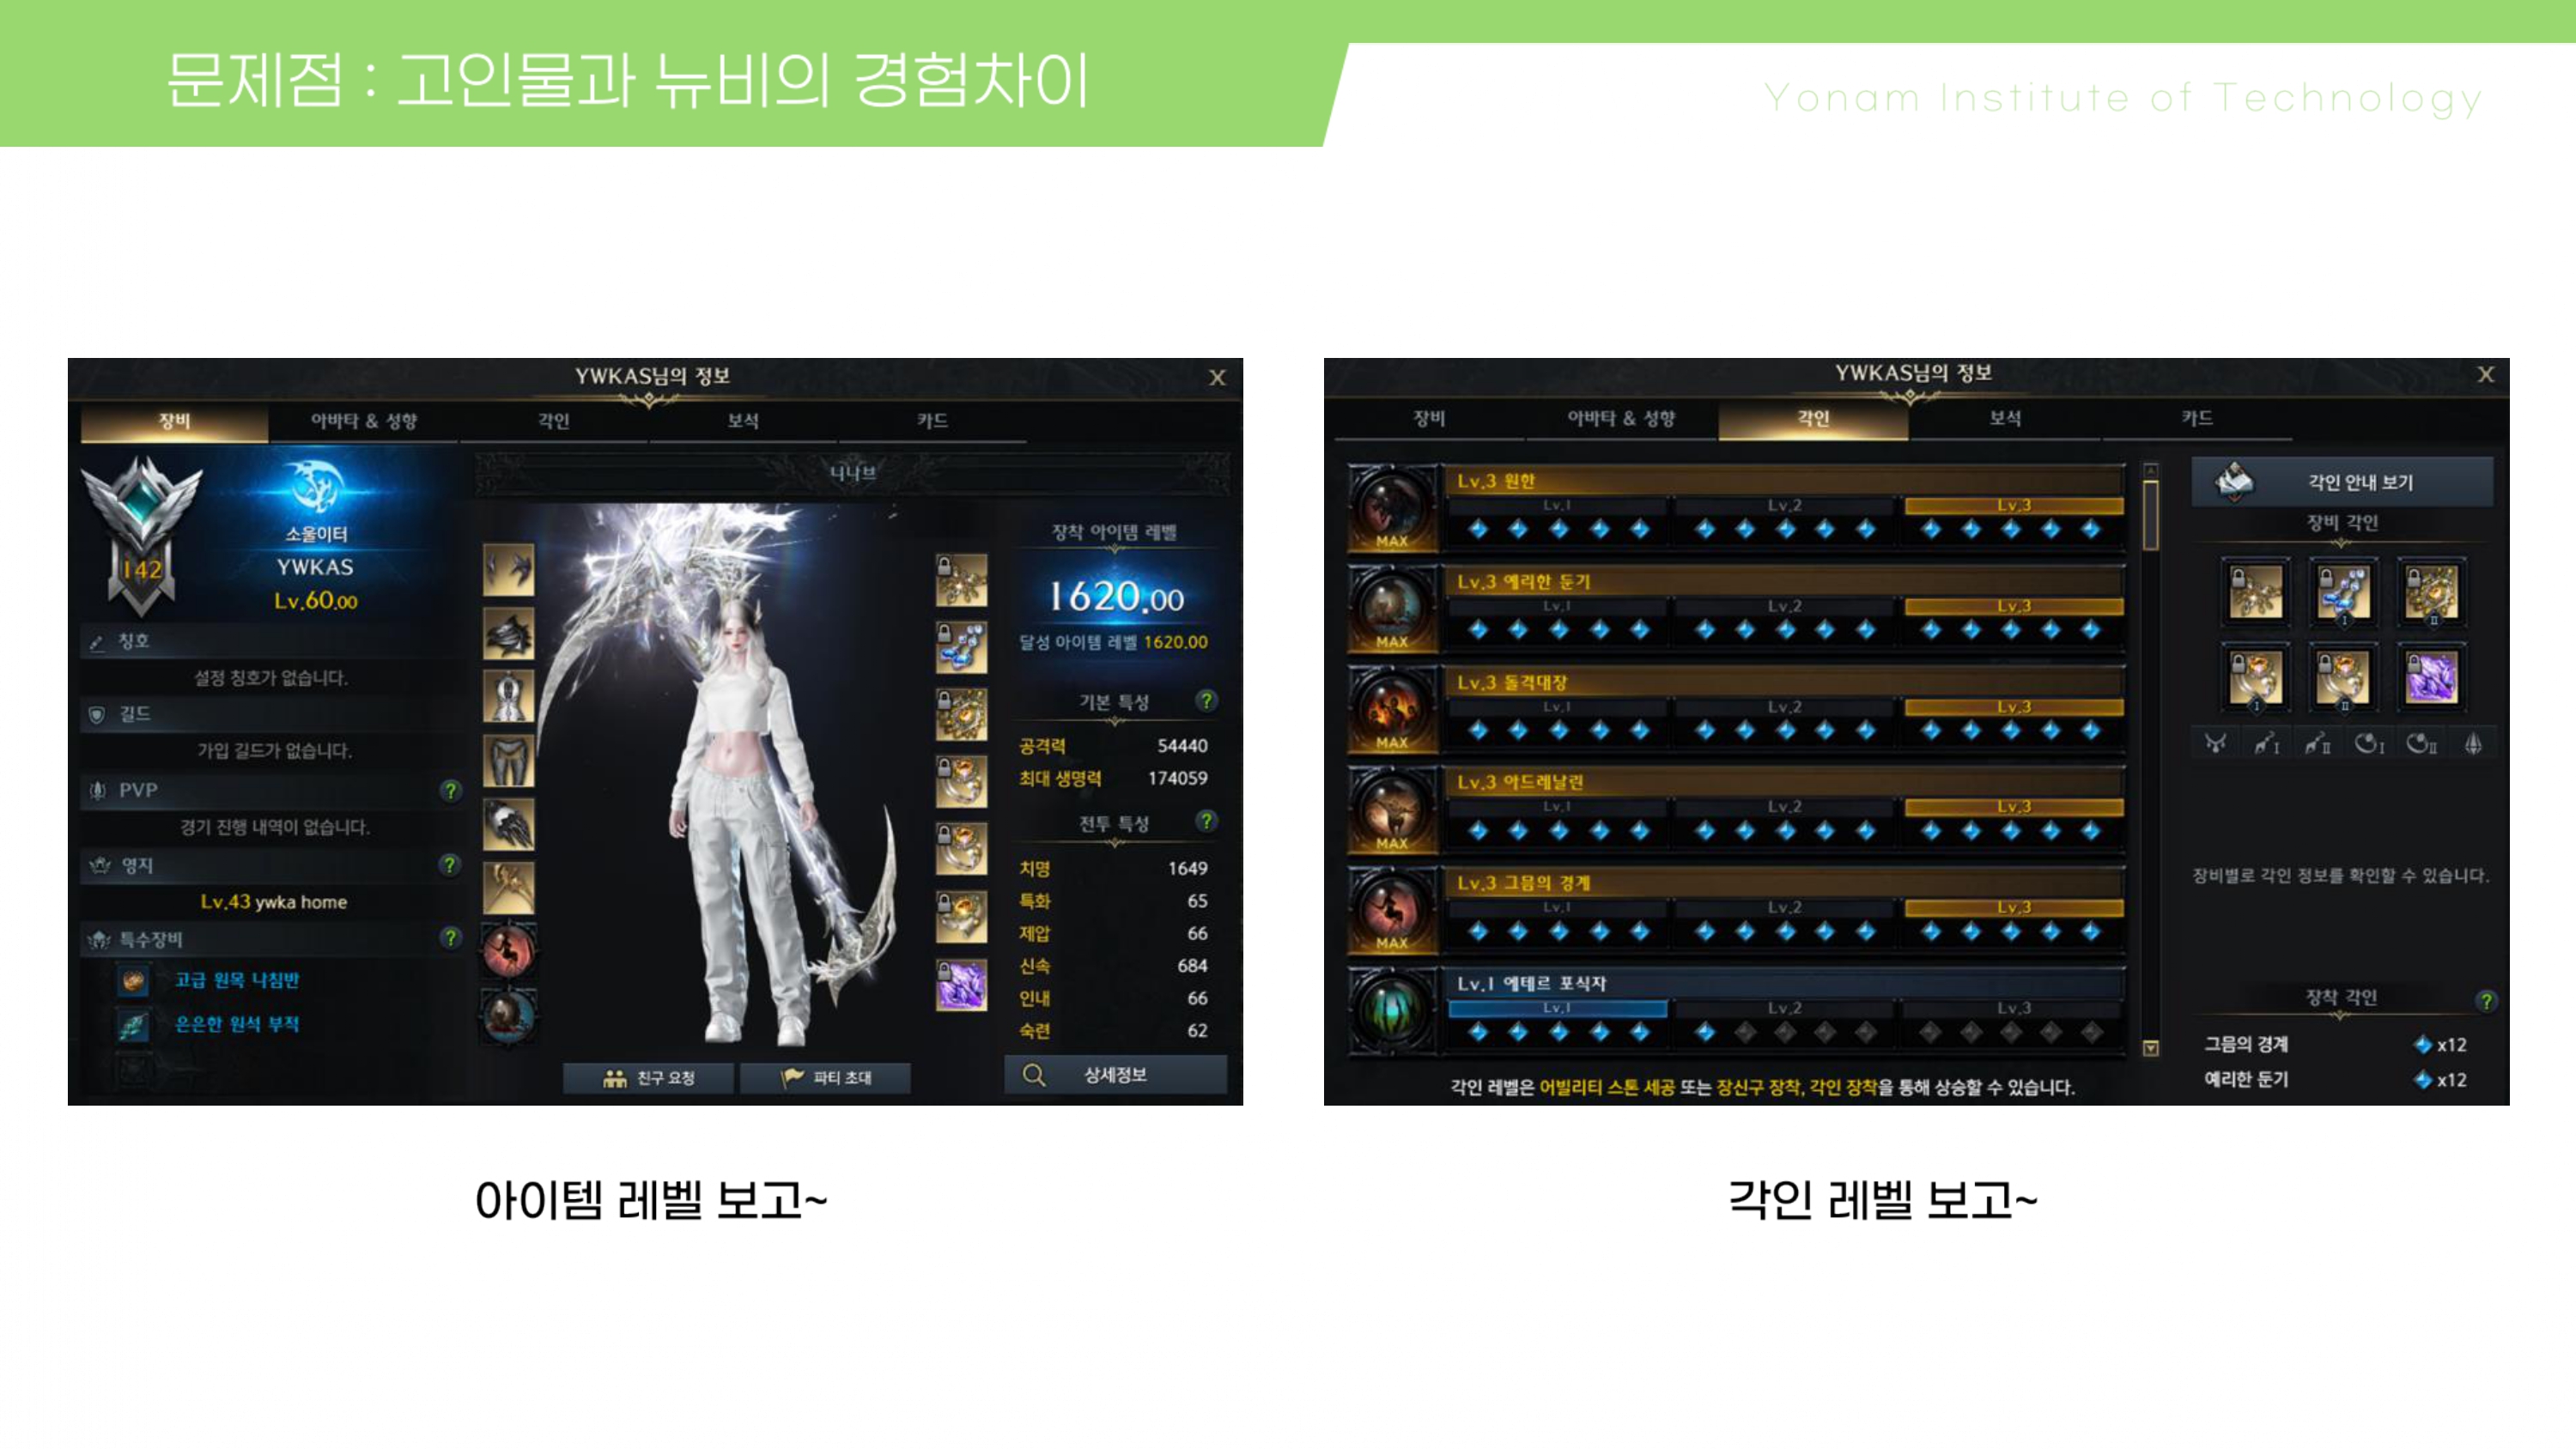 문제점 : 고인물과 뉴비의 경험차이
Yonam Institute of Technology
YWKAS님의 정보
X
장비
아바타 & 성향
각인
보석
카드
니나브
142
소울이터
YWKAS
Lv.60.00
칭호
설정 칭호가 없습니다.
길드
가입 길드가 없습니다.
PVP
?
경기 진행 내역이 없습니다.
영지
?
Lv.43 ywka home
특수장비
?
고급 원목 나침반
은은한 원석 부적
장착 아이템 레벨
1620.00
달성 아이템 레벨 1620.00
기본 특성
?
공격력 54440
최대 생명력 174059
전투 특성
?
치명 1649
특화 65
제압 66
신속 684
인내 66
숙련 62
친구 요청
파티 초대
상세정보
YWKAS님의 정보
X
장비
아바타 & 성향
각인
보석
카드
Lv.3 원한
Lv.1 Lv.2 Lv.3
MAX
Lv.3 예리한 둔기
Lv.1 Lv.2 Lv.3
MAX
Lv.3 돌격대장
Lv.1 Lv.2 Lv.3
MAX
Lv.3 아드레날린
Lv.1 Lv.2 Lv.3
MAX
Lv.3 그믐의 경계
Lv.1 Lv.2 Lv.3
MAX
Lv.1 에테르 포식자
Lv.1 Lv.2 Lv.3
각인 레벨은 어빌리티 스톤 세공 또는 장신구 장착, 각인 장착을 통해 상승할 수 있습니다.
각인 안내 보기
장비 각인
I
II
I
II
I II I II
장비별로 각인 정보를 확인할 수 있습니다.
장착 각인
?
그믐의 경계 x12
예리한 둔기 x12
아이템 레벨 보고~
각인 레벨 보고~